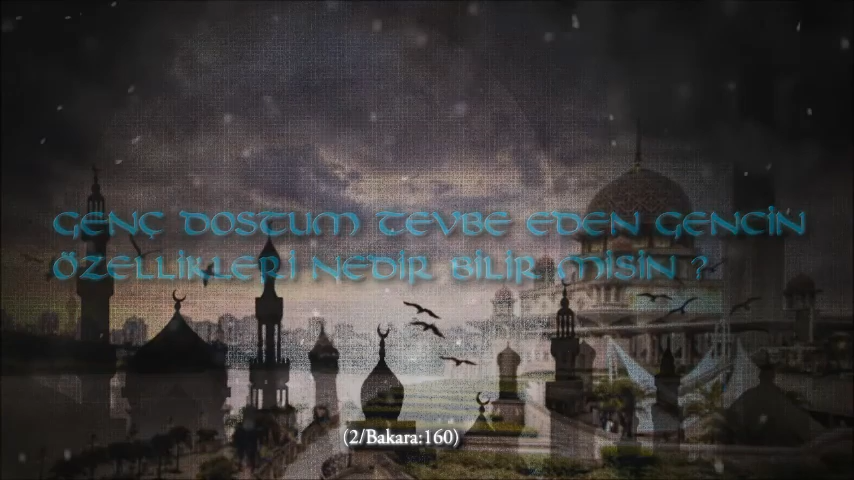 GENÇ DOSTUM TEVBE EDEN GENCİN
ÖZELLİKLERİ NEDİR BİLİR MİSİN ?
(2/Bakara:160)